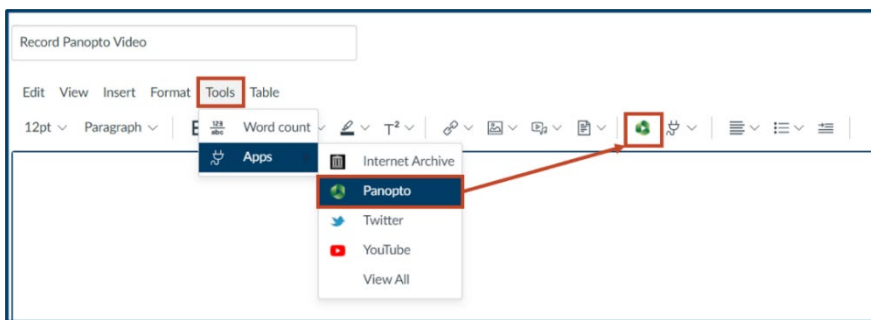 Record Panopto Video
Edit View Insert Format Tools Table
12pt Paragraph Word count T²
Apps
Internet Archive
Panopto
Twitter
YouTube
View All